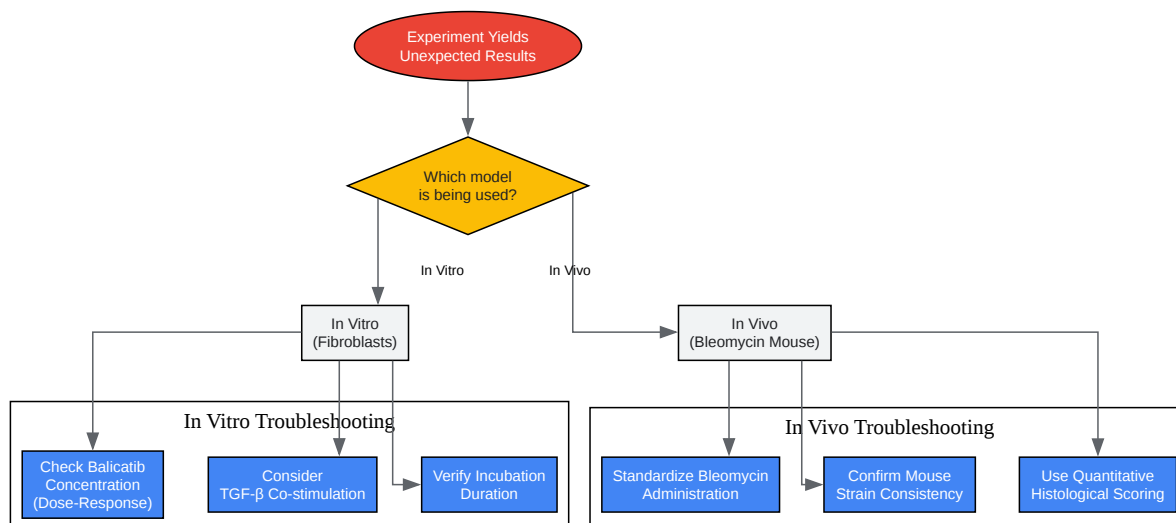 Experiment Yields
Unexpected Results
Which model
is being used?
In Vitro
In Vivo
In Vitro
(Fibroblasts)
In Vivo
(Bleomycin Mouse)
In Vitro Troubleshooting
In Vivo Troubleshooting
Check Balicatib
Concentration
(Dose-Response)
Consider
TGF-β Co-stimulation
Verify Incubation
Duration
Standardize Bleomycin
Administration
Confirm Mouse
Strain Consistency
Use Quantitative
Histological Scoring